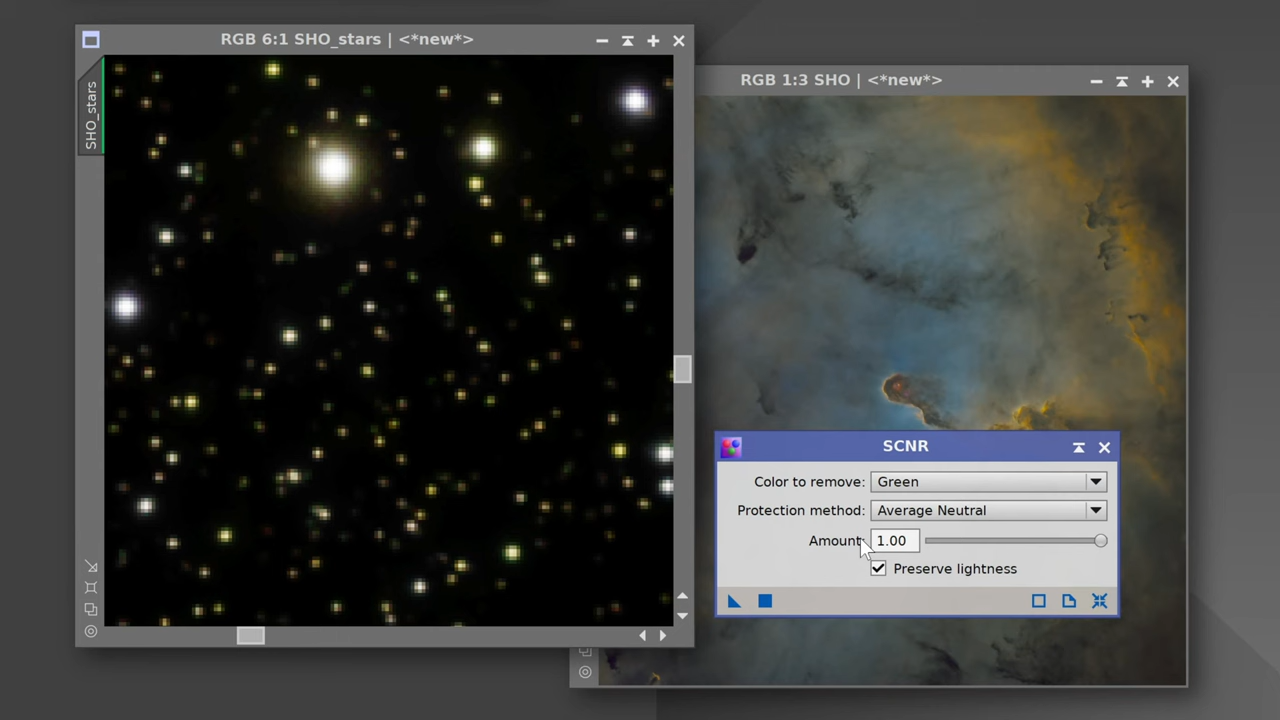 RGB 6:1 SHO_stars | <*new*>
SHO_stars
RGB 1:3 SHO | <*new*>
SCNR
Color to remove: Green
Protection method: Average Neutral
Amount: 1.00
Preserve lightness